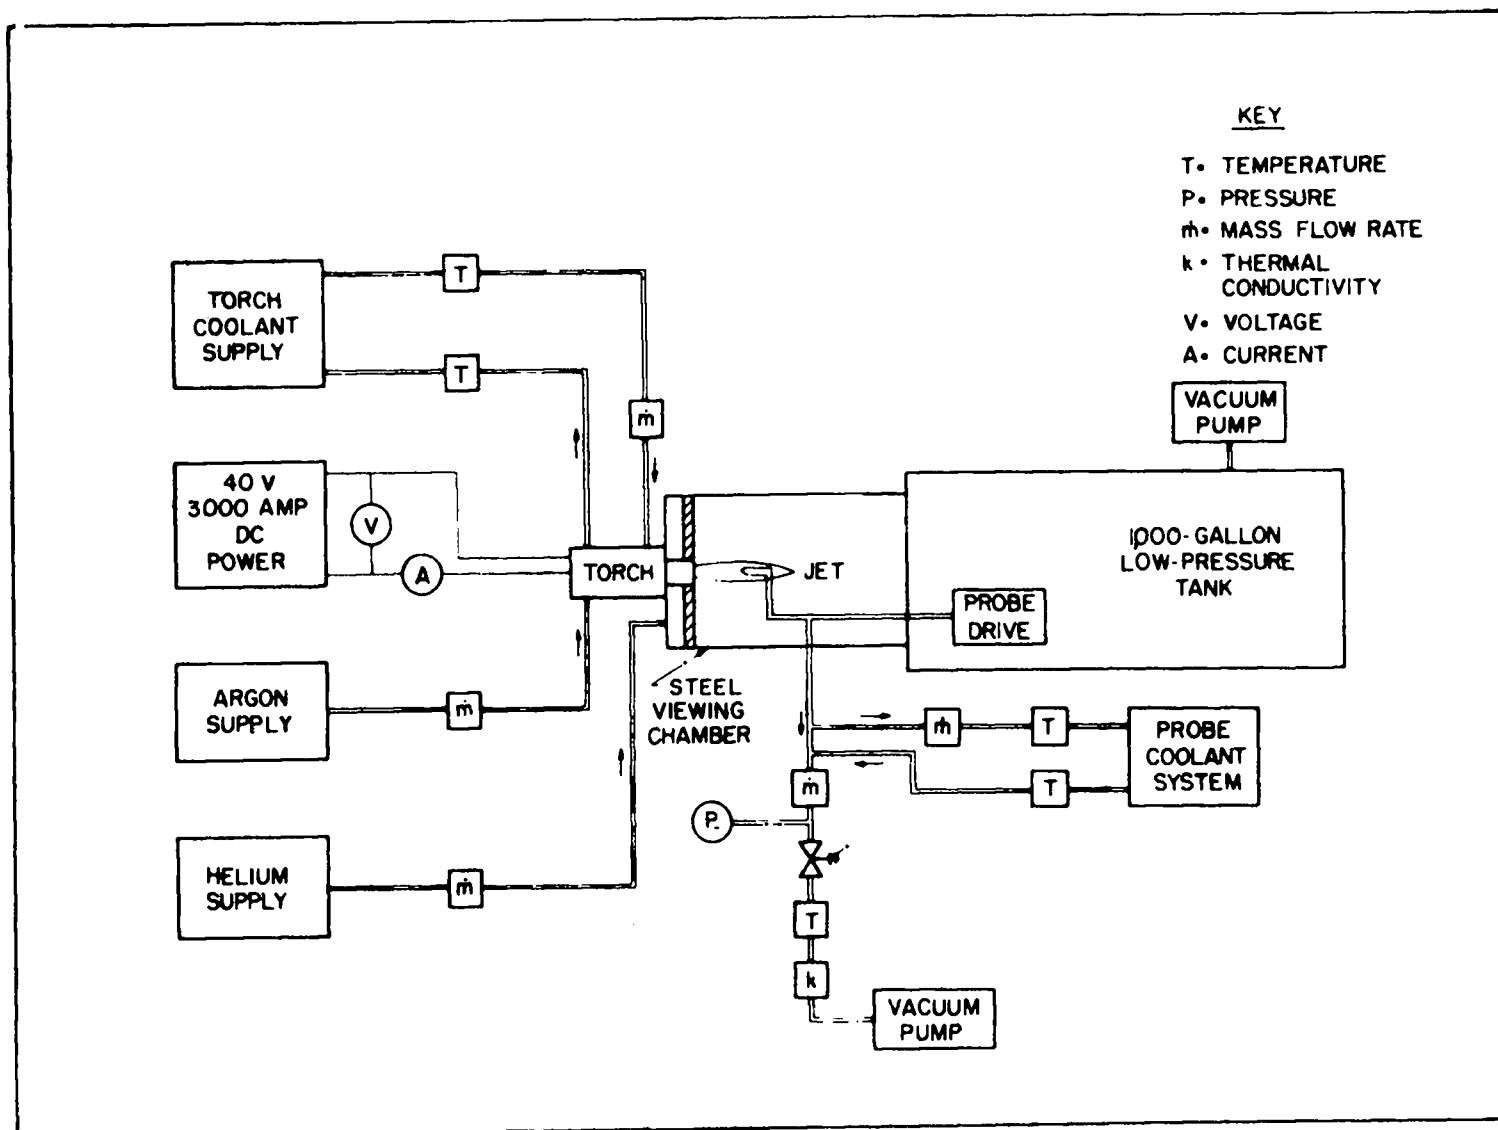 KEY
T• TEMPERATURE
P• PRESSURE
ṁ• MASS FLOW RATE
k• THERMAL
CONDUCTIVITY
V• VOLTAGE
A• CURRENT
TORCH
COOLANT
SUPPLY
T
T
ṁ
VACUUM
PUMP
40 V
3000 AMP
DC
POWER
V
A
TORCH
JET
1000-GALLON
LOW-PRESSURE
TANK
PROBE
DRIVE
STEEL
VIEWING
CHAMBER
ARGON
SUPPLY
ṁ
ṁ
T
PROBE
COOLANT
SYSTEM
T
ṁ
P
HELIUM
SUPPLY
ṁ
T
k
VACUUM
PUMP